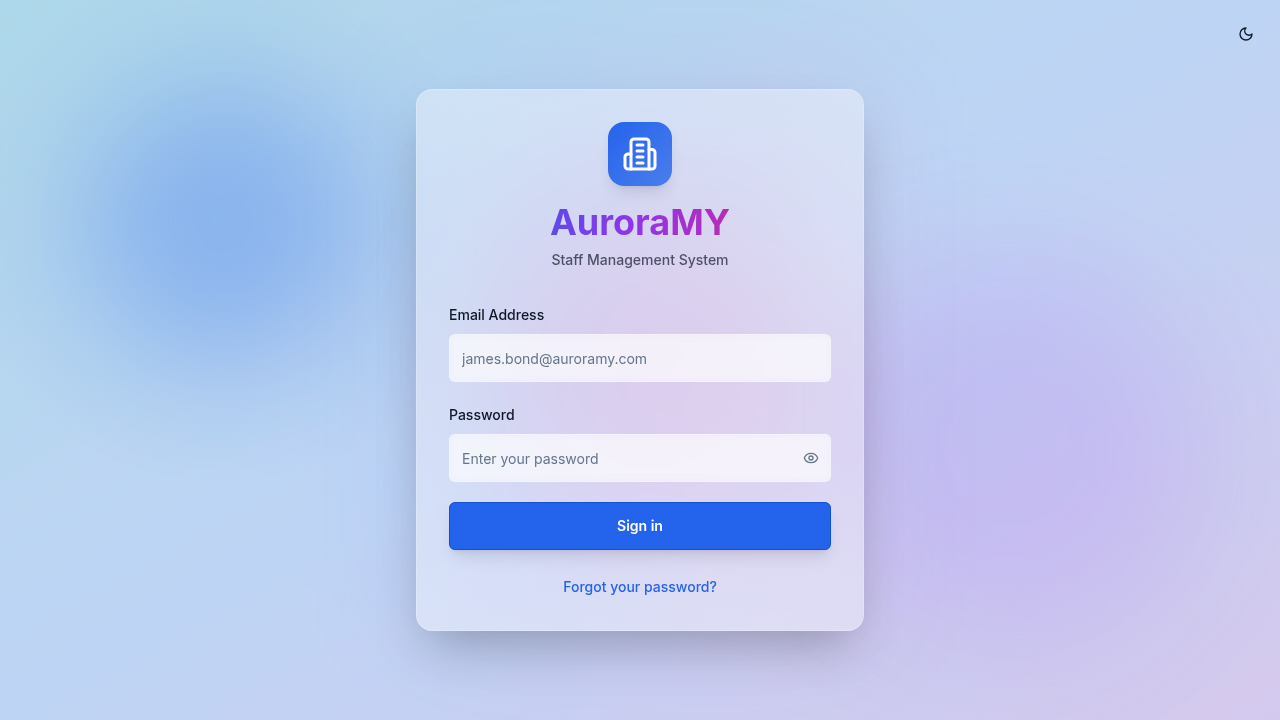 AuroraMY
Staff Management System
Email Address
james.bond@auroramy.com
Password
Enter your password
Sign in
Forgot your password?